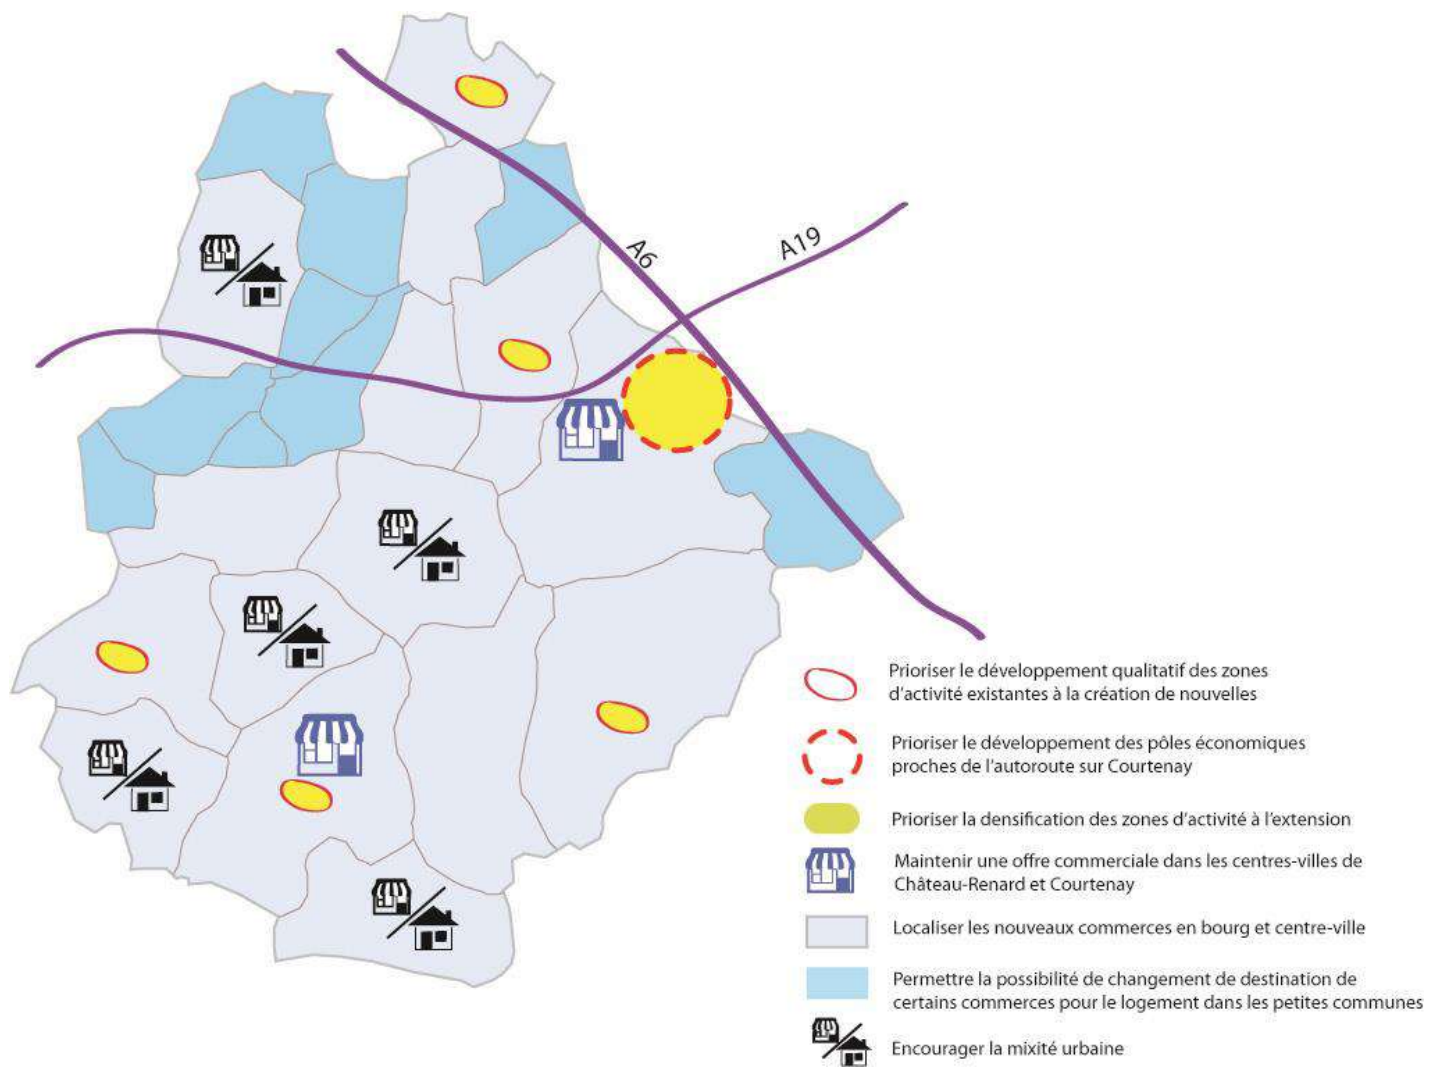 A6
A19
Prioriser le développement qualitatif des zones
d'activité existantes à la création de nouvelles
Prioriser le développement des pôles économiques
proches de l'autoroute sur Courtenay
Prioriser la densification des zones d'activité à l'extension
Maintenir une offre commerciale dans les centres-villes de
Château-Renard et Courtenay
Localiser les nouveaux commerces en bourg et centre-ville
Permettre la possibilité de changement de destination de
certains commerces pour le logement dans les petites communes
Encourager la mixité urbaine